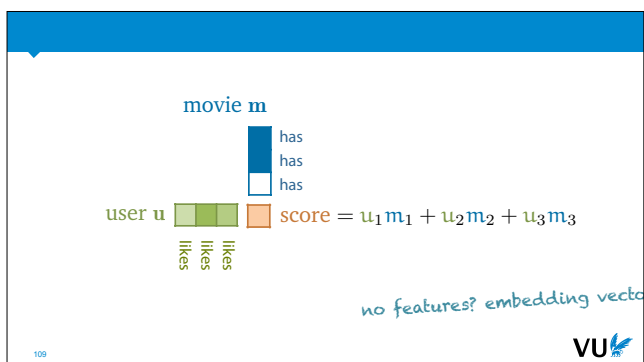 movie m
has
has
has
user u
score = u₁m₁ + u₂m₂ + u₃m₃
likes
likes
likes
no features? embedding vecto
109
VU